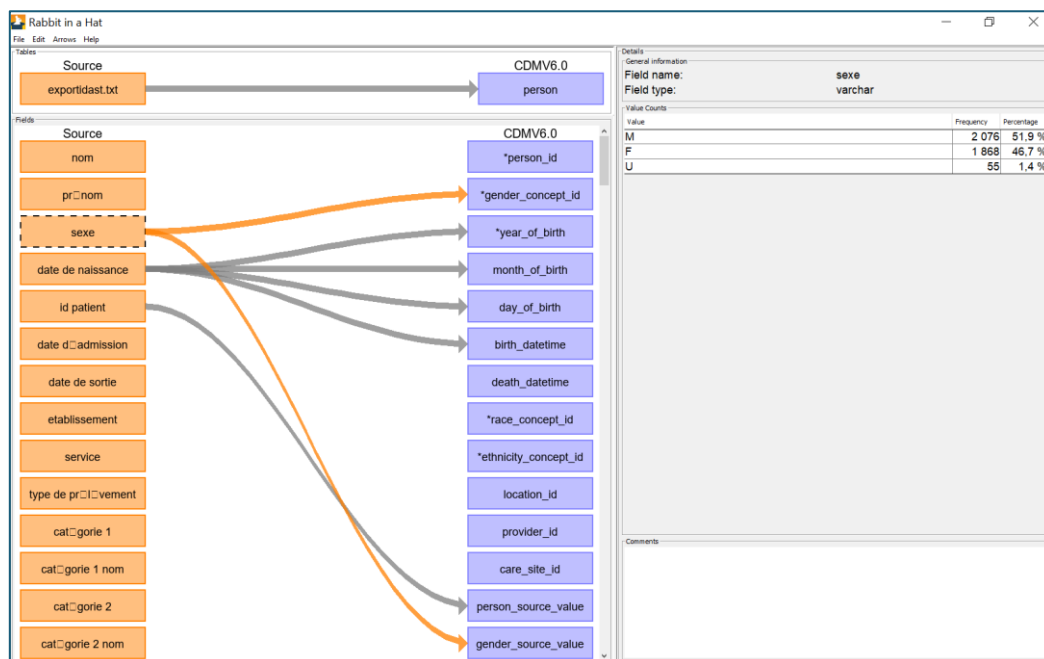 Rabbit in a Hat
File Edit Arrows Help
Tables
Source CDMV6.0
exportidast.txt person
Fields
Source CDMV6.0
nom *person_id
pr□nom *gender_concept_id
sexe *year_of_birth
date de naissance month_of_birth
id patient day_of_birth
date d□admission birth_datetime
date de sortie death_datetime
etablissement *race_concept_id
service *ethnicity_concept_id
type de pr□l□vement location_id
cat□gorie 1 provider_id
cat□gorie 1 nom care_site_id
cat□gorie 2 person_source_value
cat□gorie 2 nom gender_source_value
Details
General information
Field name: sexe
Field type: varchar
Value Counts
Value Frequency Percentage
M 2 076 51,9 %
F 1 868 46,7 %
U 55 1,4 %
Comments